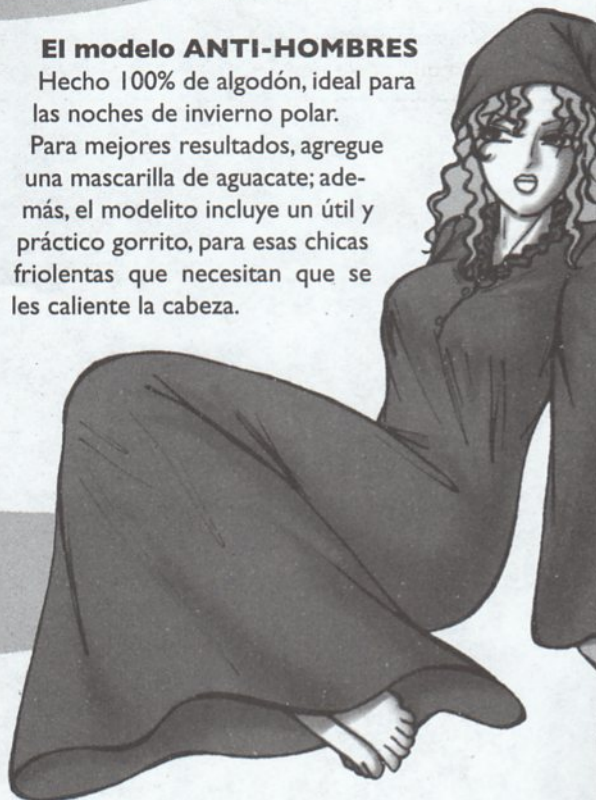 El modelo ANTI-HOMBRES
Hecho 100% de algodón, ideal para
las noches de invierno polar.
Para mejores resultados, agregue
una mascarilla de aguacate; ade-
más, el modelito incluye un útil y
práctico gorrito, para esas chicas
friolentas que necesitan que se
les caliente la cabeza.